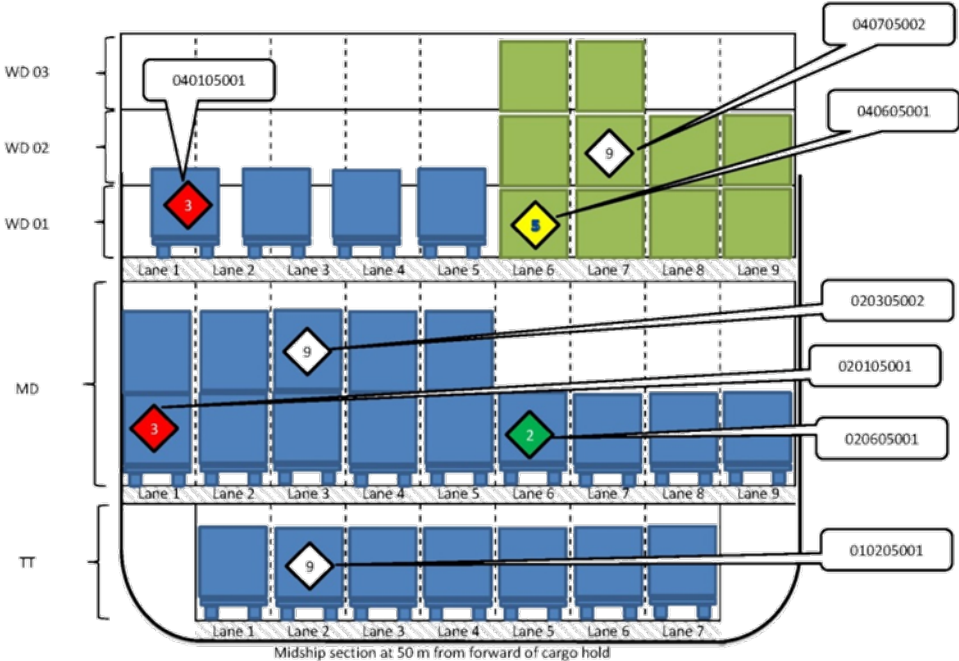 040705002
WD 03
040105001
040605001
WD 02
9
3
WD 01
5
Lane 1 Lane 2 Lane 3 Lane 4 Lane 5 Lane 6 Lane 7 Lane 8 Lane 9
020305002
9
020105001
MD
3
2
020605001
Lane 1 Lane 2 Lane 3 Lane 4 Lane 5 Lane 6 Lane 7 Lane 8 Lane 9
010205001
TT
9
Lane 1 Lane 2 Lane 3 Lane 4 Lane 5 Lane 6 Lane 7
Midship section at 50 m from forward of cargo hold